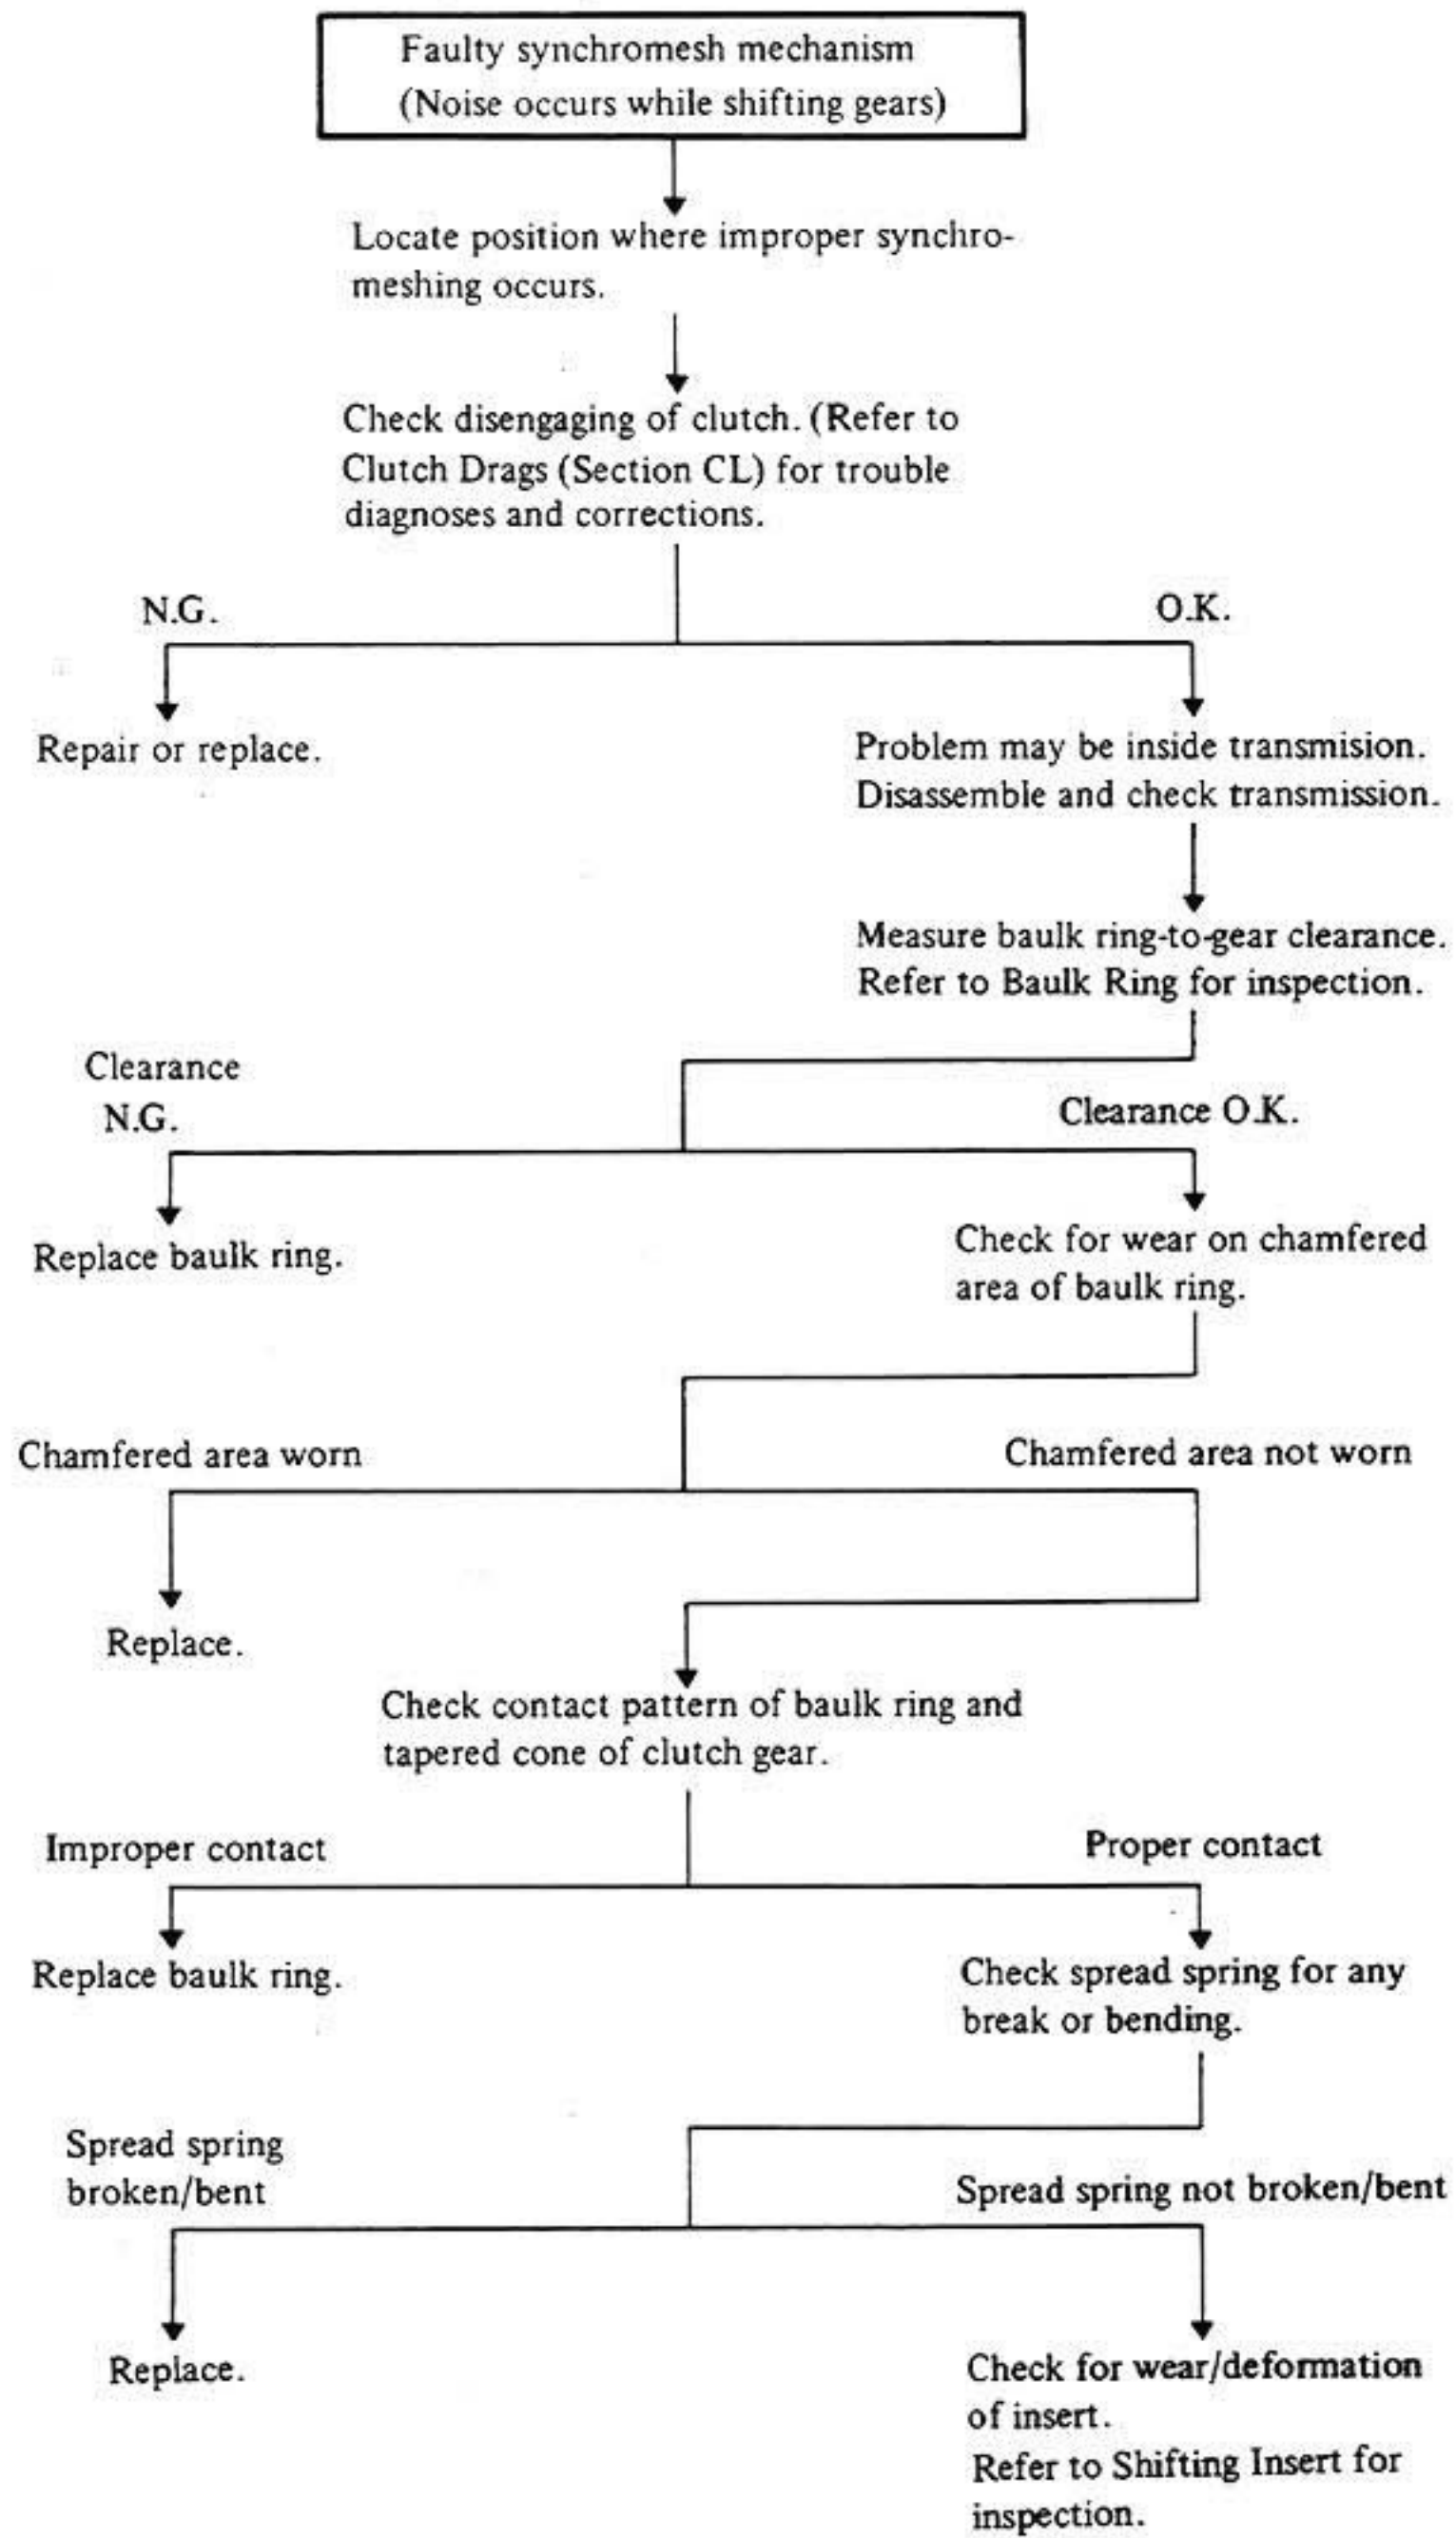 Faulty synchromesh mechanism
(Noise occurs while shifting gears)
Locate position where improper synchro-
meshing occurs.
Check disengaging of clutch. (Refer to
Clutch Drags (Section CL) for trouble
diagnoses and corrections.
N.G.
O.K.
Repair or replace.
Problem may be inside transmision.
Disassemble and check transmission.
Measure baulk ring-to-gear clearance.
Refer to Baulk Ring for inspection.
Clearance
N.G.
Clearance O.K.
Replace baulk ring.
Check for wear on chamfered
area of baulk ring.
Chamfered area worn
Chamfered area not worn
Replace.
Check contact pattern of baulk ring and
tapered cone of clutch gear.
Improper contact
Proper contact
Replace baulk ring.
Check spread spring for any
break or bending.
Spread spring
broken/bent
Spread spring not broken/bent
Replace.
Check for wear/deformation
of insert.
Refer to Shifting Insert for
inspection.